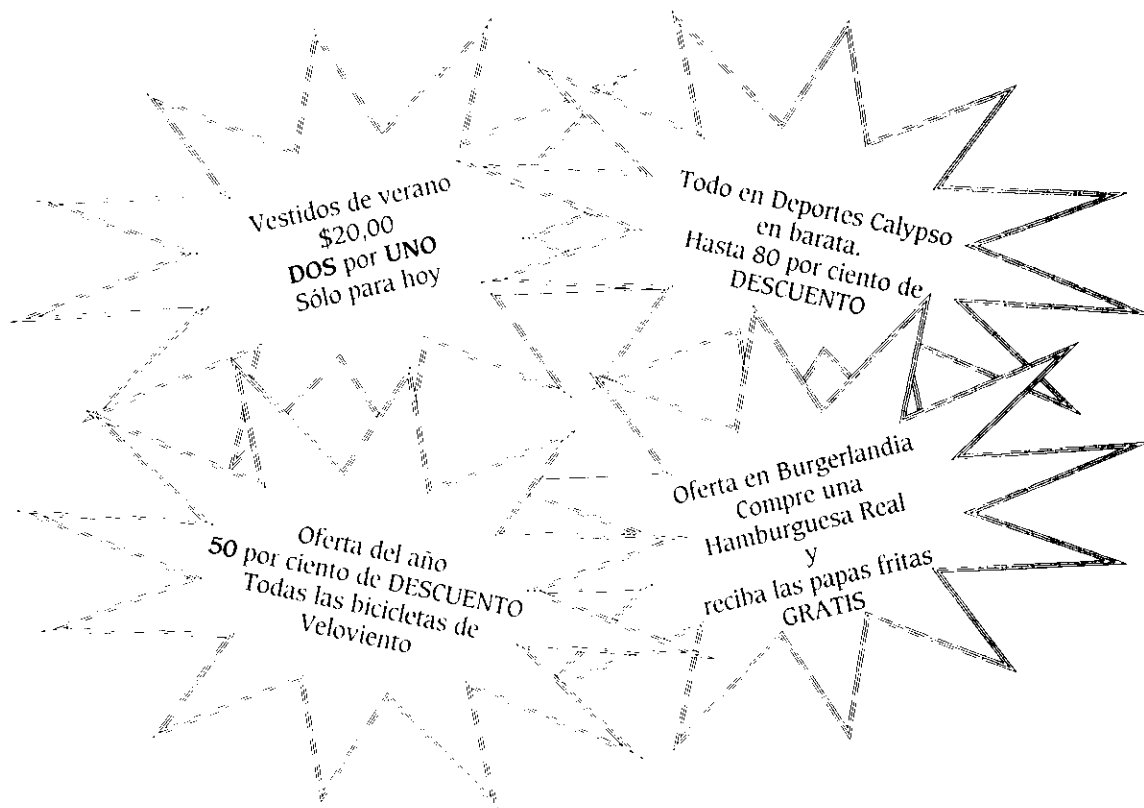 Vestidos de verano
$20,00
DOS por UNO
Sólo para hoy
Todo en Deportes Calypso
en barata.
Hasta 80 por ciento de
DESCUENTO
Oferta del año
50 por ciento de DESCUENTO
Todas las bicicletas de
Veloviento
Oferta en Burgerlandia
Compre una
Hamburguesa Real
y
reciba las papas fritas
GRATIS